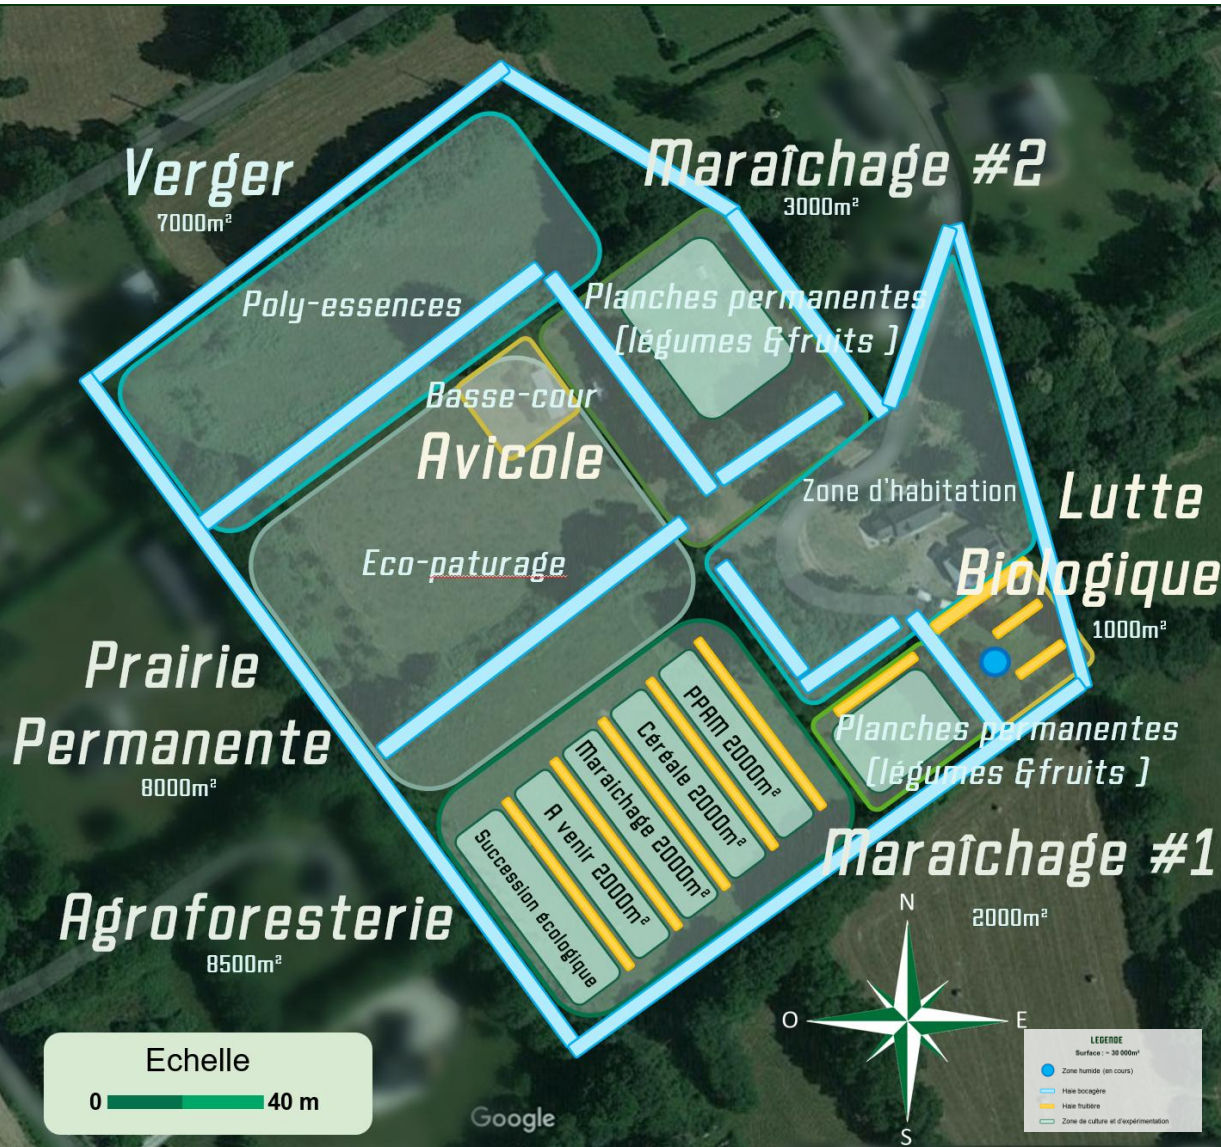 Verger
7000m²
Maraîchage #2
3000m²
Poly-essences
Planches permanentes
[légumes & fruits ]
Basse-cour
Avicole
Zone d'habitation
Lutte
Biologique
1000m²
Eco-paturage
Prairie
Permanente
8000m²
PPAM 2000m²
Céréale 2000m²
Maraichage 2000m²
A venir 2000m²
Succession écologique
Planches permanentes
[légumes & fruits ]
Maraîchage #1
2000m²
Agroforesterie
8500m²
N
O
E
S
Echelle
0 40 m
Google
LEGENDE
Surface : ~ 30 000m²
Zone humide (en cours)
Haie bocagère
Haie fruitière
Zone de culture et d'expérimentation